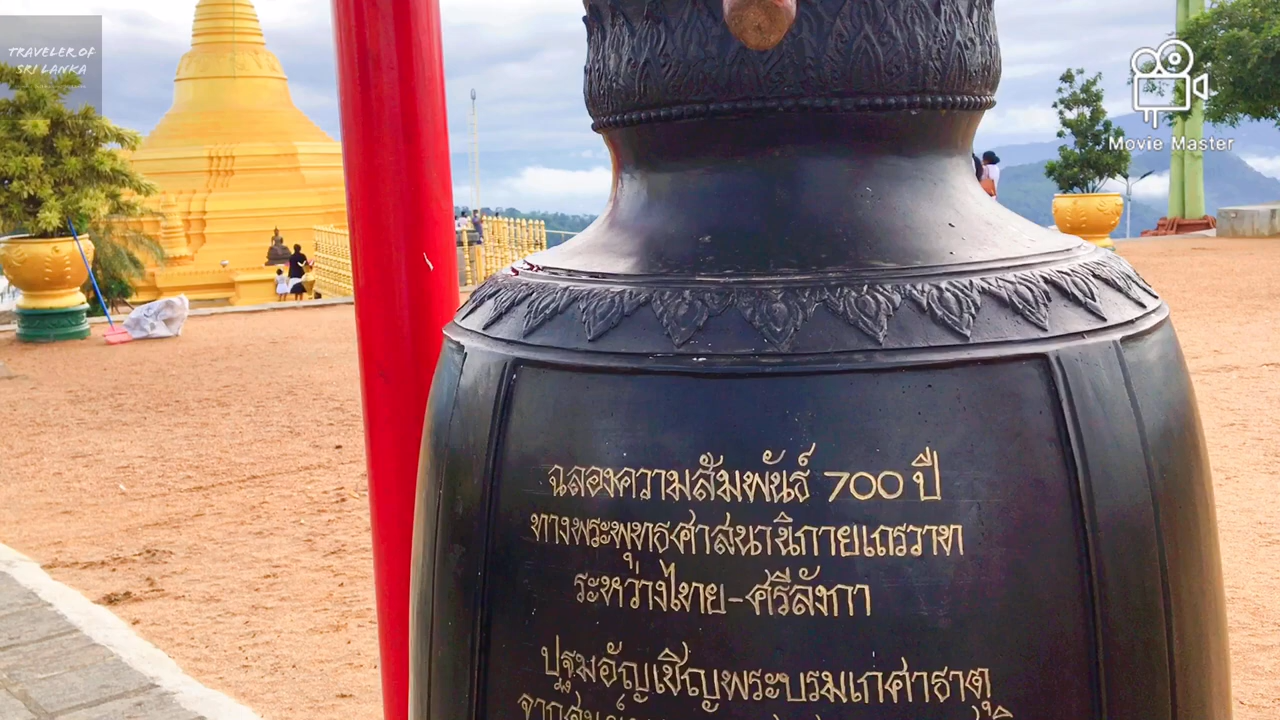 TRAVELER OF
SRI LANKA
Movie Master
ฉลองความสัมพันธ์ 700 ปี
ทางพระพุทธศาสนานิกายเถรวาท
ระหว่างไทย-ศรีลังกา
ปฐมอัญเชิญพระบรมเกศาธาตุ